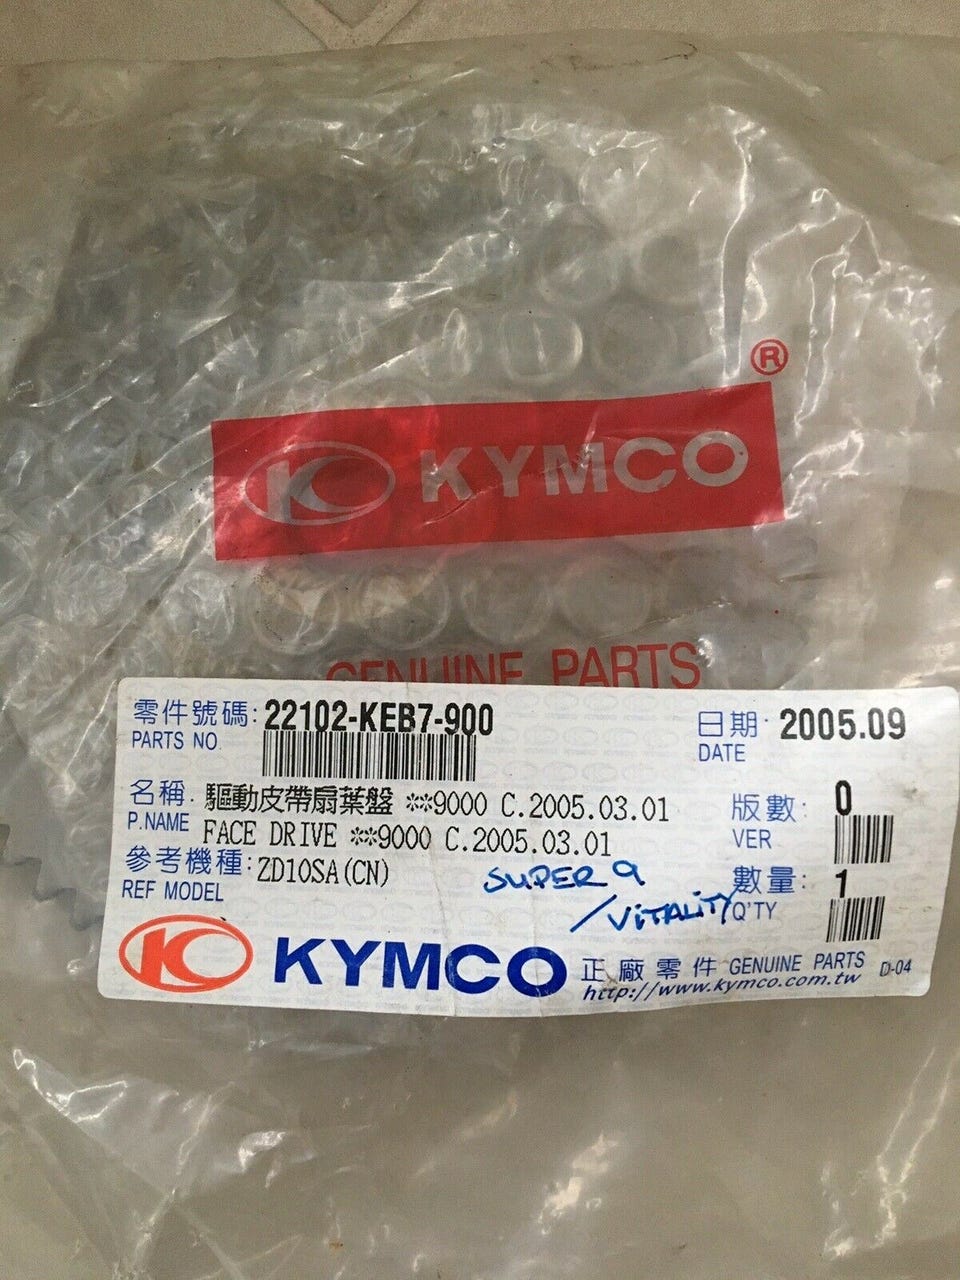 ®
KYMCO
GENUINE PARTS
零件號碼: 22102-KEB7-900
PARTS NO.
日期: 2005.09
DATE
名稱: 驅動皮帶扇葉盤 **9000 C.2005.03.01
P.NAME FACE DRIVE **9000 C.2005.03.01
版數: 0
VER
參考機種: ZD10SA(CN)
REF MODEL
SUPER 9
/VITALITY
數量: 1
Q'TY
KYMCO 正廠零件 GENUINE PARTS D-04
http://www.kymco.com.tw